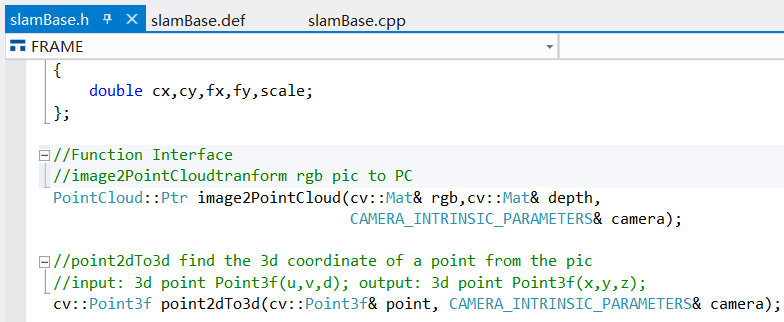 slamBase.h slamBase.def slamBase.cpp
FRAME
{
double cx,cy,fx,fy,scale;
};
//Function Interface
//image2PointCloudtranform rgb pic to PC
PointCloud::Ptr image2PointCloud(cv::Mat& rgb,cv::Mat& depth,
CAMERA_INTRINSIC_PARAMETERS& camera);
//point2dTo3d find the 3d coordinate of a point from the pic
//input: 3d point Point3f(u,v,d); output: 3d point Point3f(x,y,z);
cv::Point3f point2dTo3d(cv::Point3f& point, CAMERA_INTRINSIC_PARAMETERS& camera);